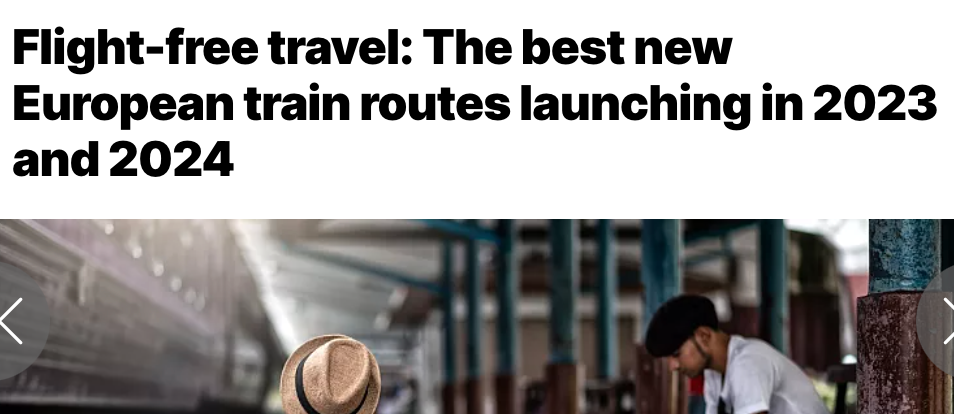 Flight-free travel: The best new
European train routes launching in 2023
and 2024